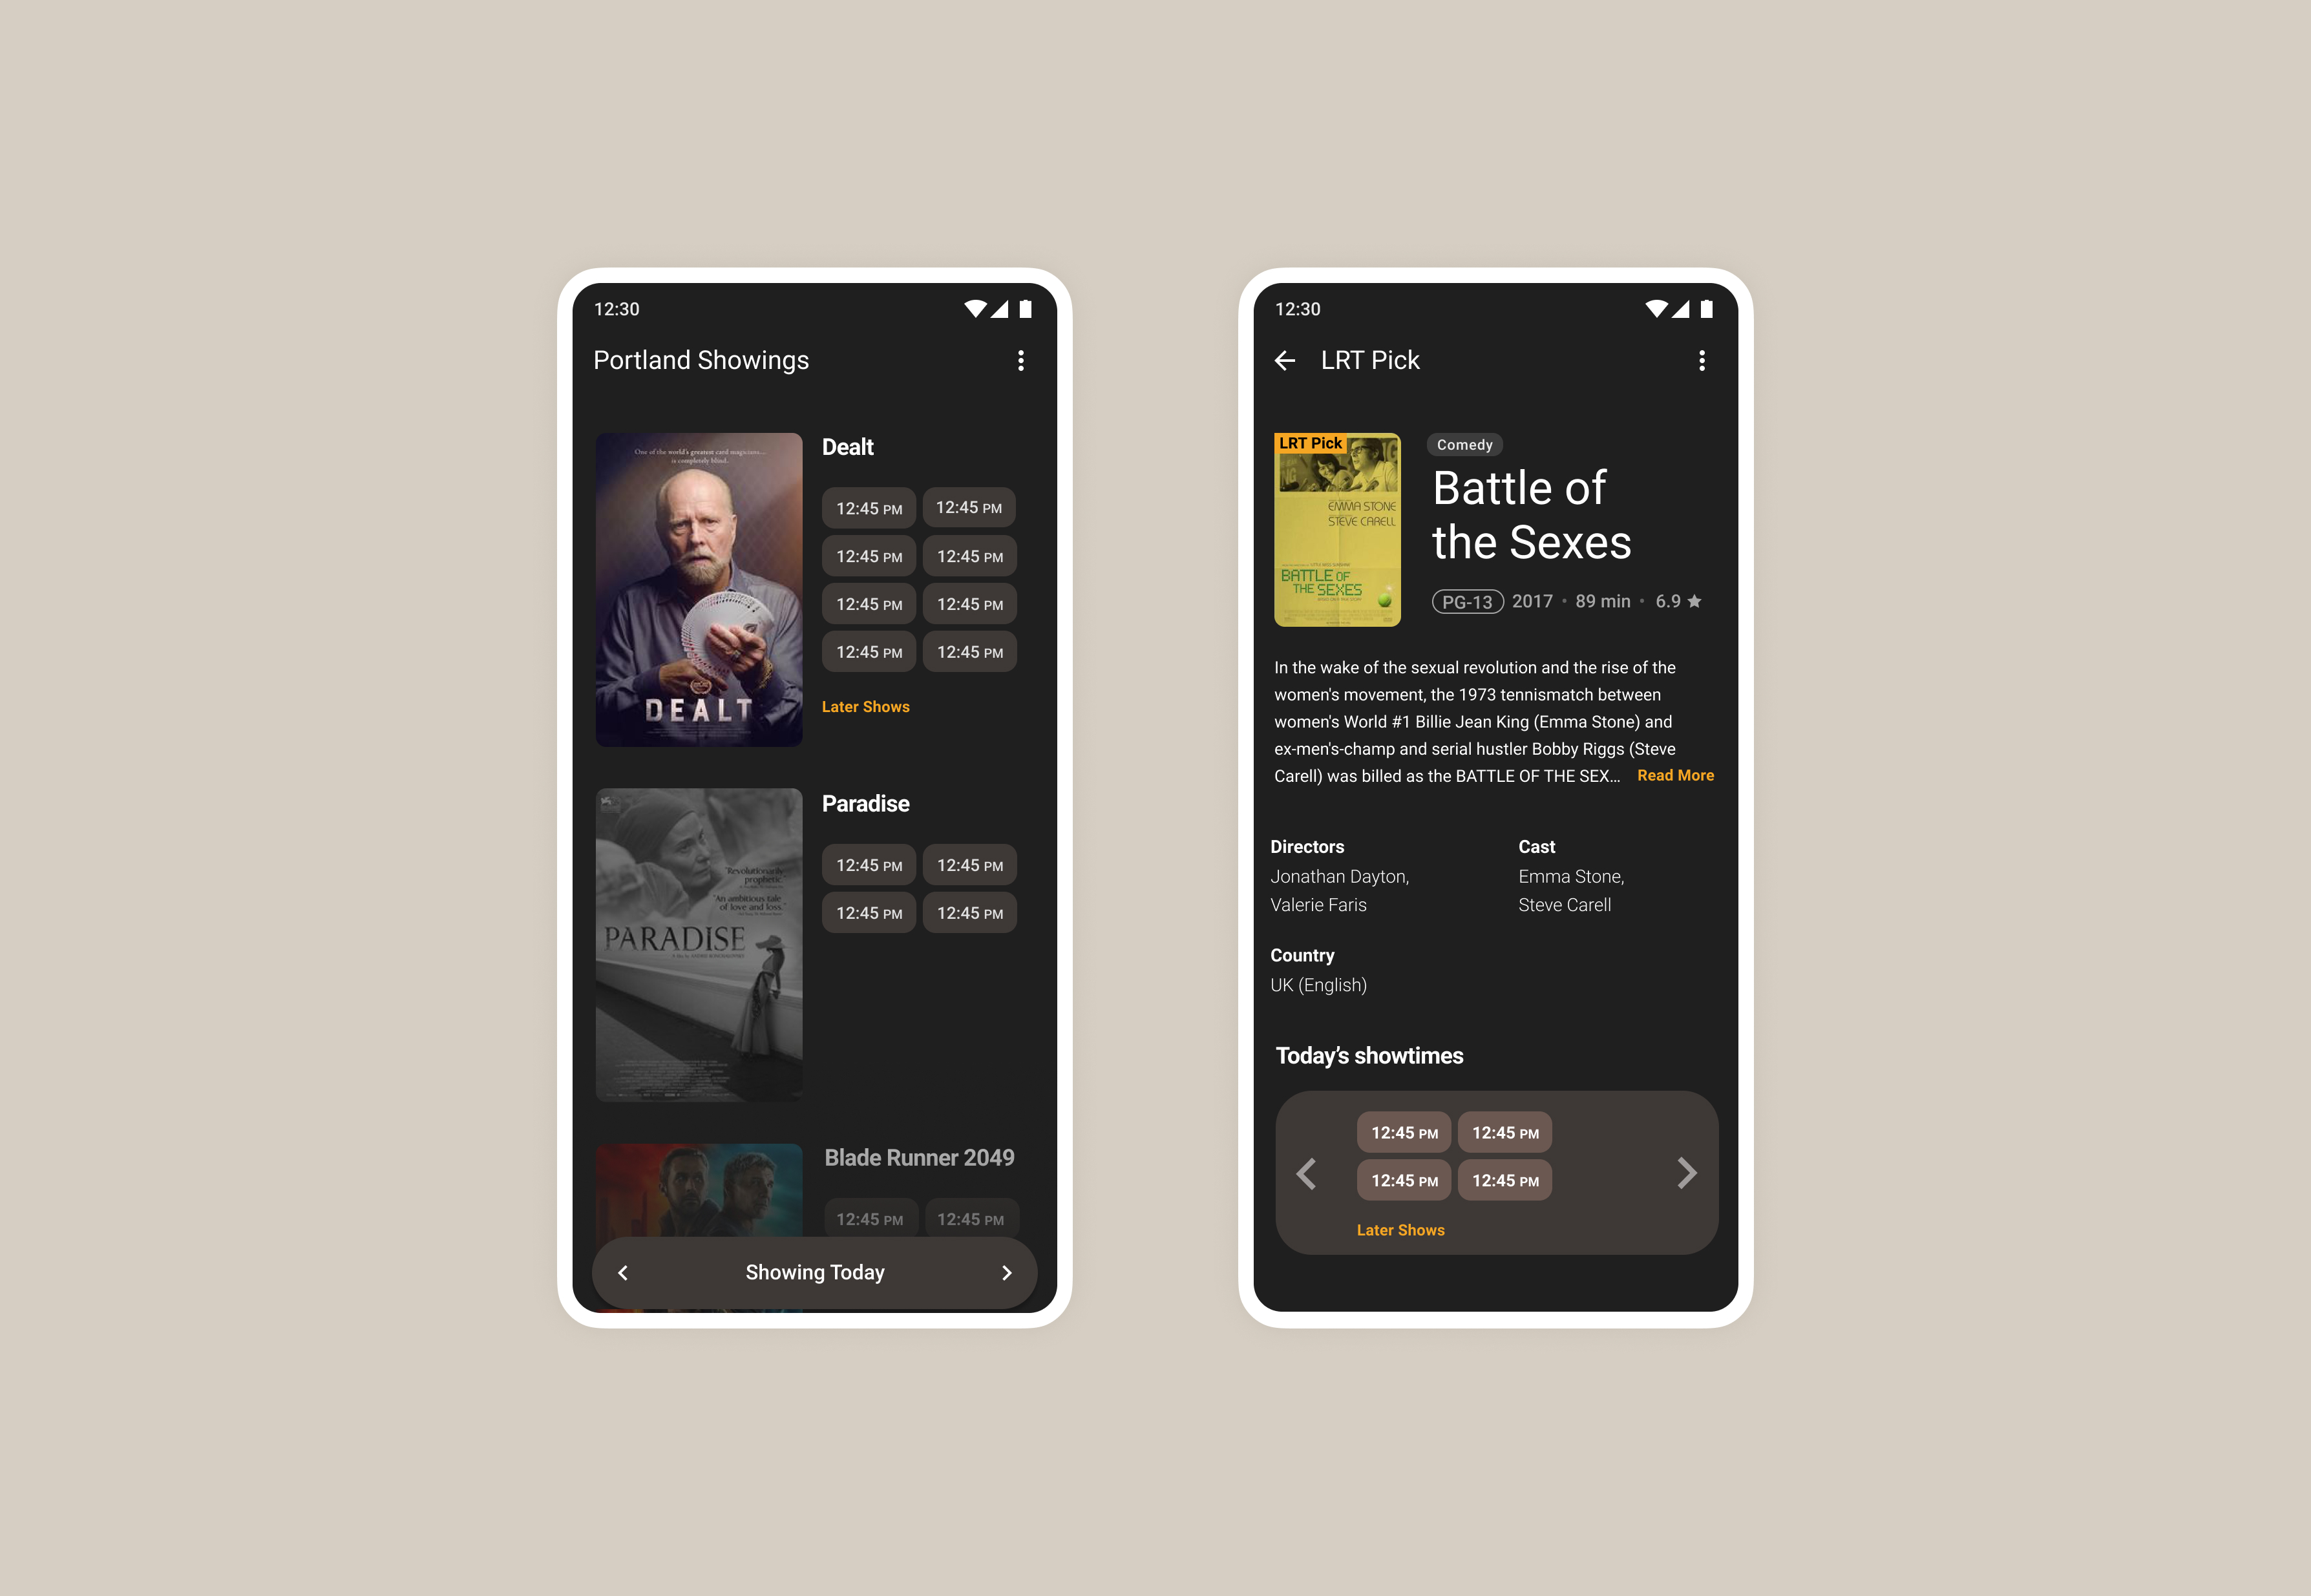 12:30
Portland Showings
One of the world's greatest card magicians...
is completely blind.
DEALT
Dealt
12:45 PM 12:45 PM
12:45 PM 12:45 PM
12:45 PM 12:45 PM
12:45 PM 12:45 PM
Later Shows
"Revolutionarily
prophetic."
"An ambitious tale
of love and loss."
PARADISE
Paradise
12:45 PM 12:45 PM
12:45 PM 12:45 PM
Blade Runner 2049
12:45 PM 12:45 PM
Showing Today
12:30
LRT Pick
LRT Pick
EMMA STONE
STEVE CARELL
BATTLE OF
THE SEXES
Comedy
Battle of
the Sexes
PG-13 2017 • 89 min • 6.9 ★
In the wake of the sexual revolution and the rise of the
women's movement, the 1973 tennismatch between
women's World #1 Billie Jean King (Emma Stone) and
ex-men's-champ and serial hustler Bobby Riggs (Steve
Carell) was billed as the BATTLE OF THE SEX... Read More
Directors
Jonathan Dayton,
Valerie Faris
Cast
Emma Stone,
Steve Carell
Country
UK (English)
Today’s showtimes
12:45 PM 12:45 PM
12:45 PM 12:45 PM
Later Shows